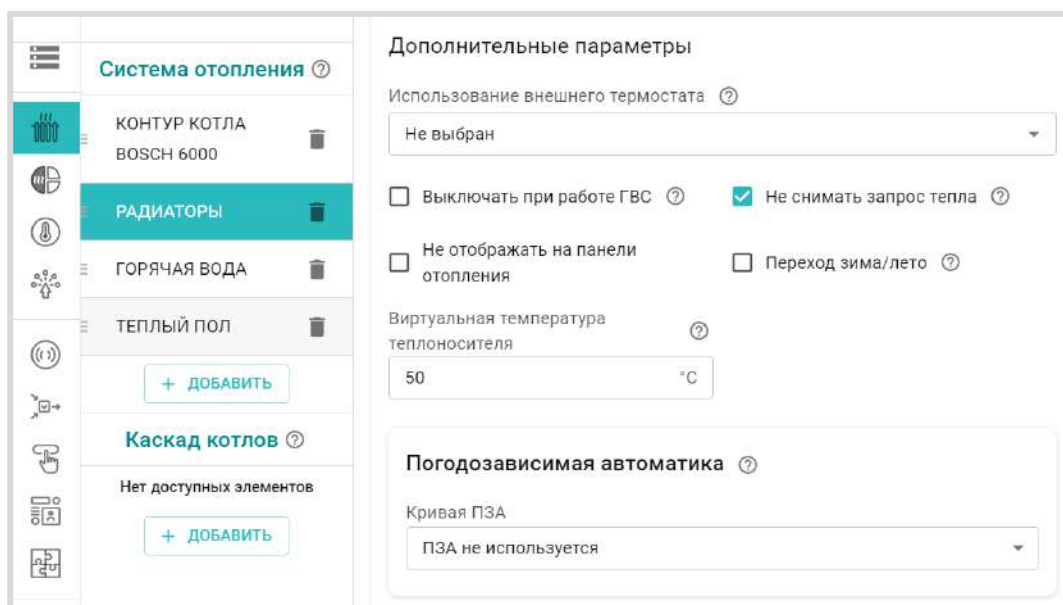 Система отопления
КОНТУР КОТЛА
BOSCH 6000
РАДИАТОРЫ
ГОРЯЧАЯ ВОДА
ТЕПЛЫЙ ПОЛ
+ ДОБАВИТЬ
Каскад котлов
Нет доступных элементов
+ ДОБАВИТЬ
Дополнительные параметры
Использование внешнего термостата
Не выбран
Выключать при работе ГВС
Не снимать запрос тепла
Не отображать на панели
отопления
Переход зима/лето
Виртуальная температура
теплоносителя
50 °C
Погодозависимая автоматика
Кривая ПЗА
ПЗА не используется